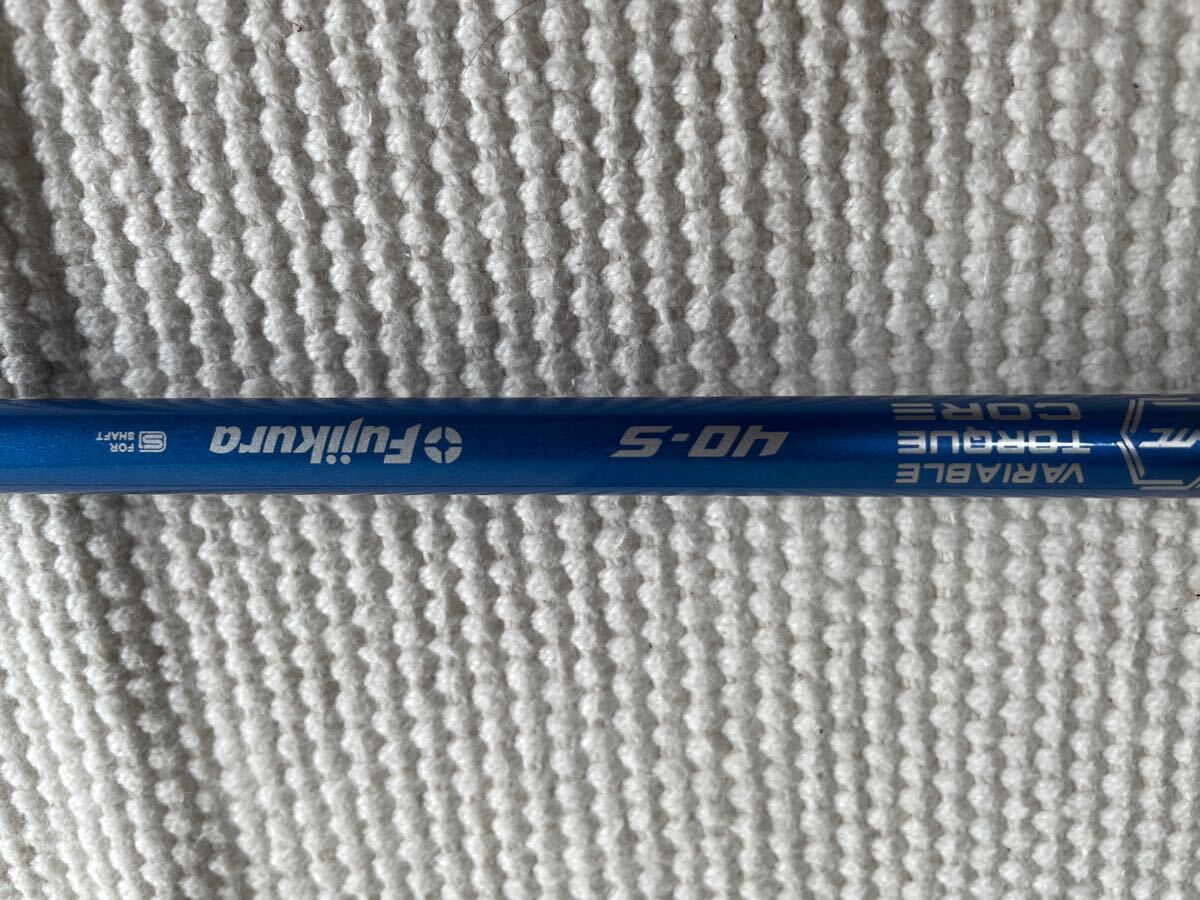 VARIABLE
TORQUE
CORE
40-S
Fujikura
FOR
SHAFT